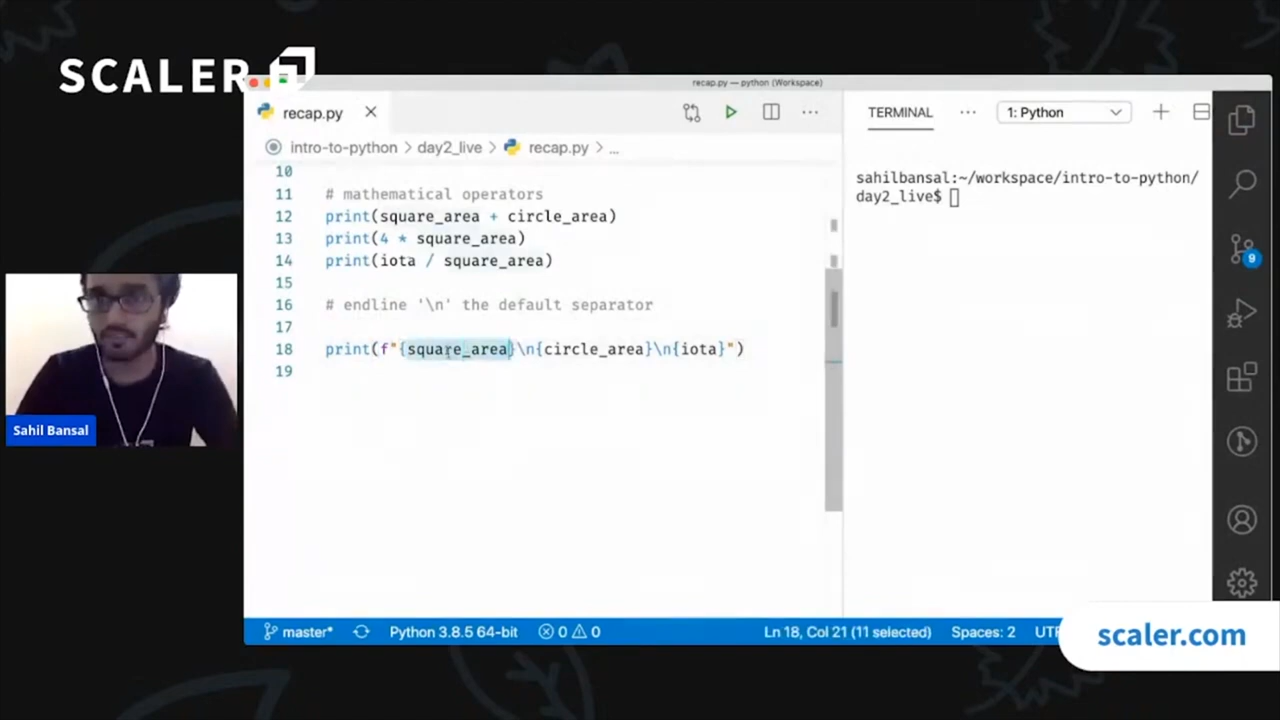 SCALER
recap.py — python (Workspace)
recap.py
TERMINAL
1: Python
intro-to-python > day2_live > recap.py > ...
sahilbansal:~/workspace/intro-to-python/
day2_live$
10
11 # mathematical operators
12 print(square_area + circle_area)
13 print(4 * square_area)
14 print(iota / square_area)
15
16 # endline '\n' the default separator
17
18 print(f"{square_area}\n{circle_area}\n{iota}")
19
9
Sahil Bansal
master* Python 3.8.5 64-bit 0 0 Ln 18, Col 21 (11 selected) Spaces: 2 UTF
scaler.com